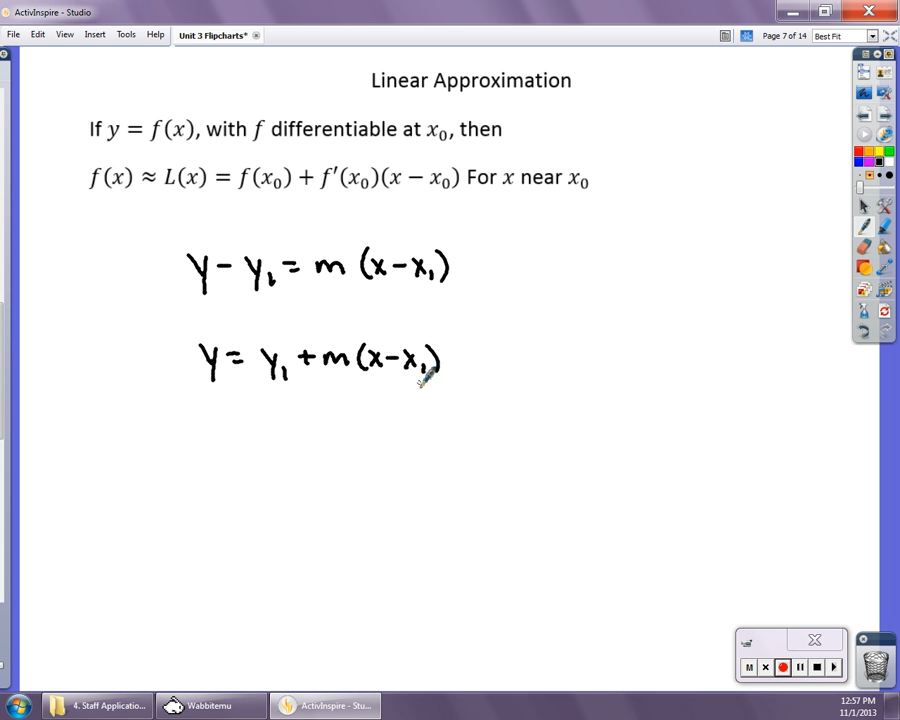 ActivInspire - Studio
File Edit View Insert Tools Help Unit 3 Flipcharts* Page 7 of 14 Best Fit
Linear Approximation
If y = f(x), with f differentiable at x₀, then
f(x) ≈ L(x) = f(x₀) + f'(x₀)(x − x₀) For x near x₀
y − y₁ = m (x − x₁)
y = y₁ + m(x − x₁)
M
4. Staff Applicatio... Wabbitemu ActivInspire - Stu...
12:57 PM
11/1/2013